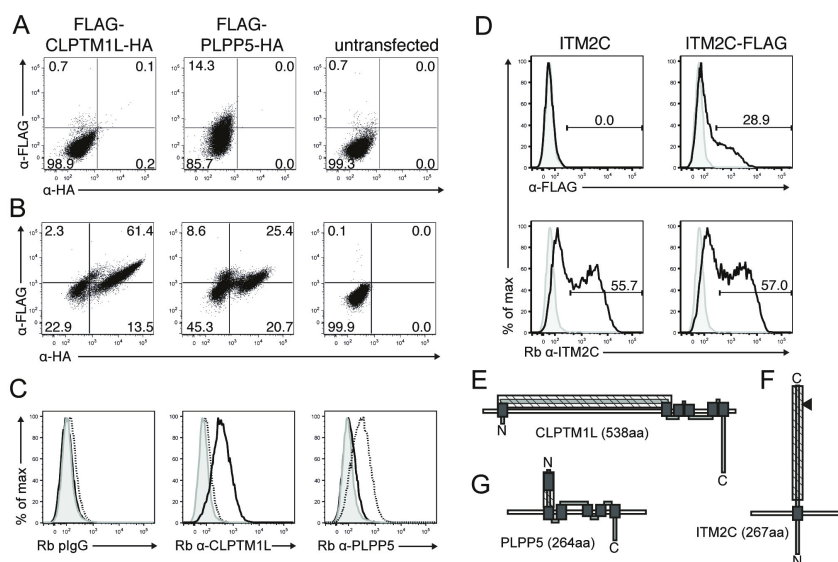 A
FLAG-
CLPTM1L-HA
FLAG-
PLPP5-HA
untransfected
0.7
0.1
98.9
0.2
14.3
0.0
85.7
0.0
0.7
0.0
99.3
0.0
α-FLAG
α-HA
B
2.3
61.4
22.9
13.5
8.6
25.4
45.3
20.7
0.1
0.0
99.9
0.0
α-FLAG
α-HA
C
% of max
Rb pIgG
Rb α-CLPTM1L
Rb α-PLPP5
D
ITM2C
ITM2C-FLAG
0.0
28.9
α-FLAG
55.7
57.0
% of max
Rb α-ITM2C
E
N
CLPTM1L (538aa)
C
F
C
N
ITM2C (267aa)
G
N
PLPP5 (264aa)
C